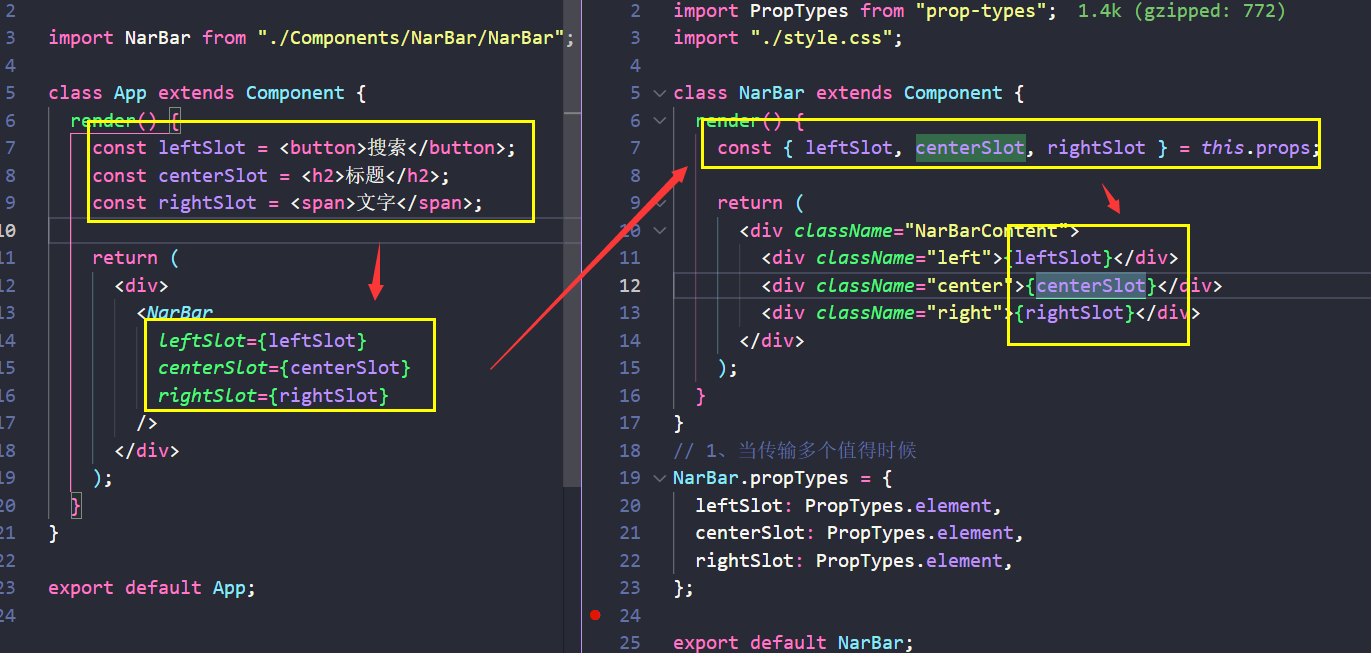 2
3 import NarBar from "./Components/NarBar/NarBar";
4
5 class App extends Component {
6 render() {
7 const leftSlot = <button>搜索</button>;
8 const centerSlot = <h2>标题</h2>;
9 const rightSlot = <span>文字</span>;
10
11 return (
12 <div>
13 <NarBar
14 leftSlot={leftSlot}
15 centerSlot={centerSlot}
16 rightSlot={rightSlot}
17 />
18 </div>
19 );
20 }
21 }
22
23 export default App;
24
2 import PropTypes from "prop-types"; 1.4k (gzipped: 772)
3 import "./style.css";
4
5 class NarBar extends Component {
6 render() {
7 const { leftSlot, centerSlot, rightSlot } = this.props;
8
9 return (
10 <div className="NarBarContent">
11 <div className="left">{leftSlot}</div>
12 <div className="center">{centerSlot}</div>
13 <div className="right">{rightSlot}</div>
14 </div>
15 );
16 }
17 }
18 // 1、当传输多个值得时候
19 NarBar.propTypes = {
20 leftSlot: PropTypes.element,
21 centerSlot: PropTypes.element,
22 rightSlot: PropTypes.element,
23 };
24
25 export default NarBar;